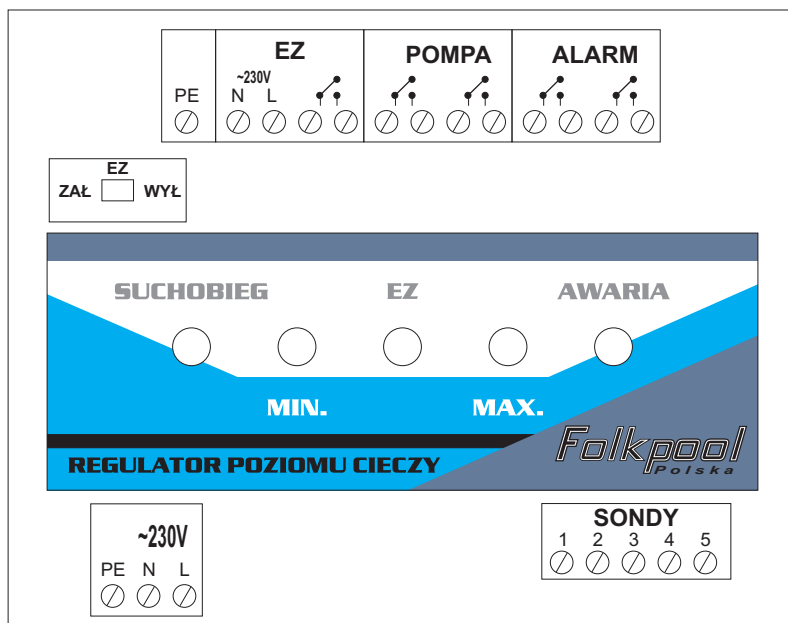 EZ POMPA ALARM
~230V
PE N L
EZ
ZAŁ WYŁ
SUCHOBIEG EZ AWARIA
MIN. MAX.
REGULATOR POZIOMU CIECZY
Folkpool
Polska
~230V
PE N L
SONDY
1 2 3 4 5